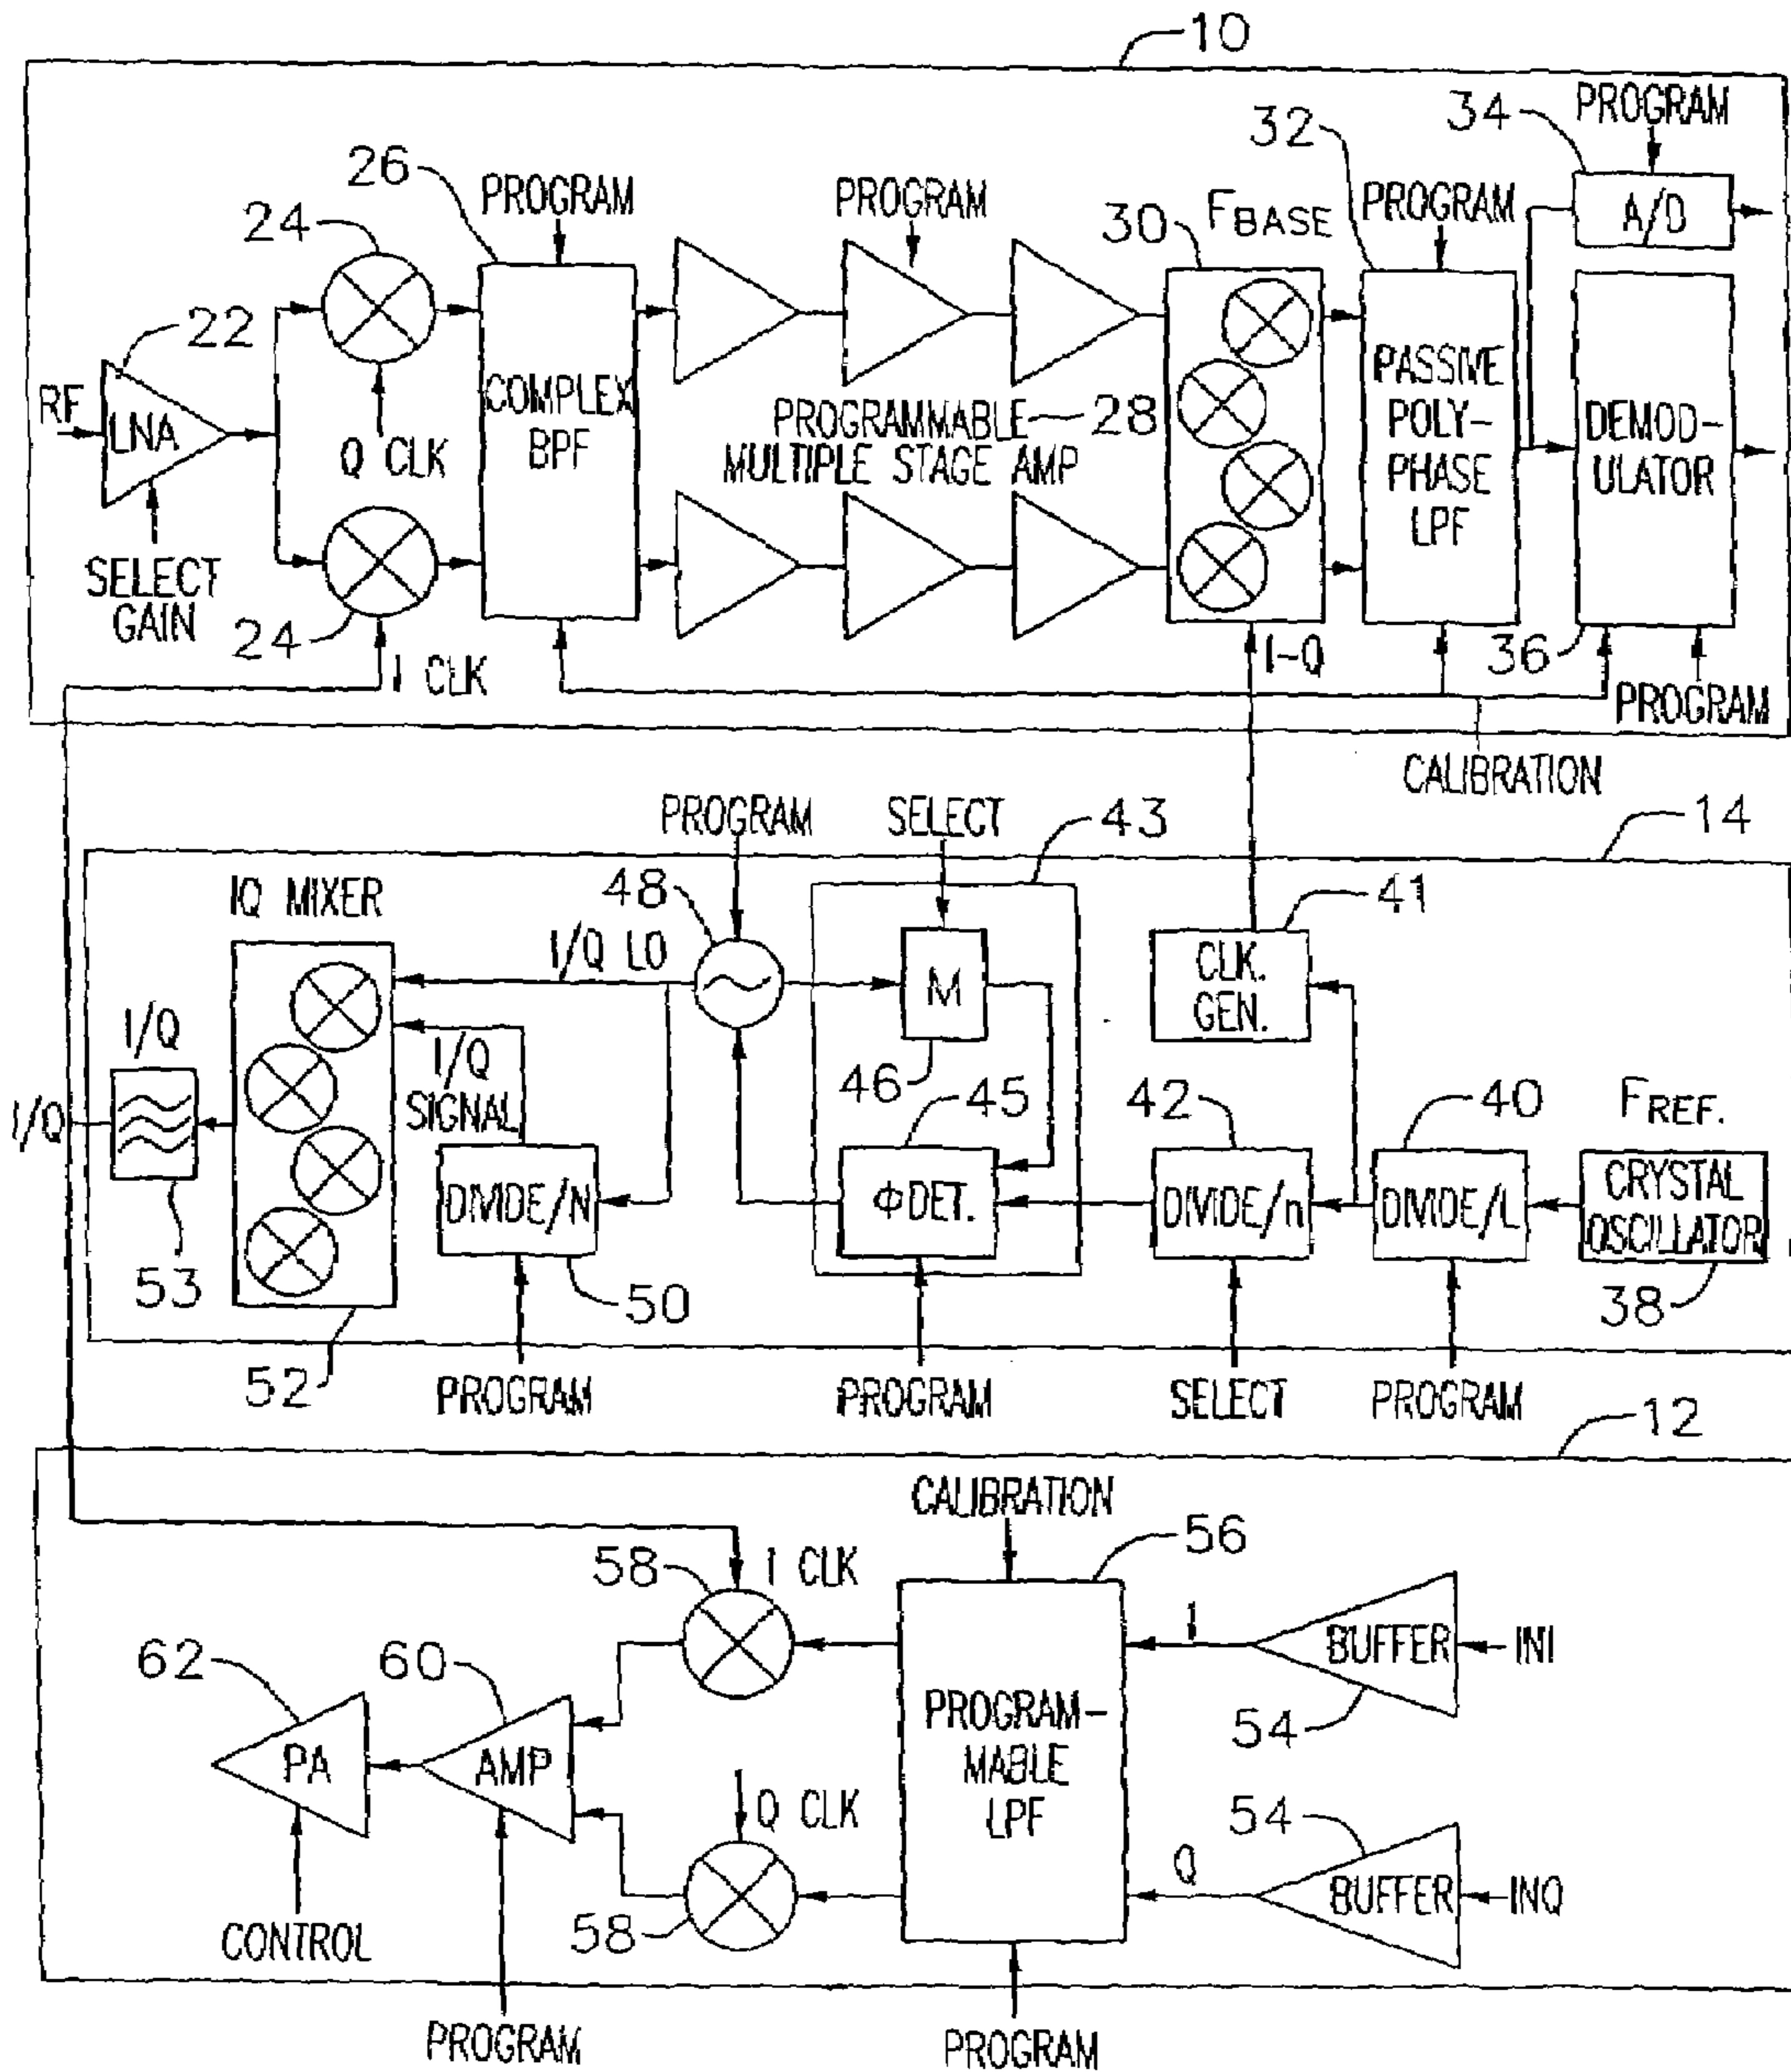 10
PROGRAM
34
A/D
32
26
PROGRAM
PROGRAM
30
FBASE
PROGRAM
24
22
RF
LNA
Q CLK
COMPLEX
BPF
PROGRAMMABLE
MULTIPLE STAGE AMP
28
PASSIVE
POLY-
PHASE
LPF
DEMOD-
ULATOR
SELECT
GAIN
24
I CLK
I-Q
36
PROGRAM
CALIBRATION
PROGRAM
SELECT
43
14
IQ MIXER
48
41
I/Q LO
M
CLK.
GEN.
I/Q
I/Q
SIGNAL
46
45
42
40
FREF.
I/Q
DIVIDE/N
ΦDET.
DIVIDE/n
DIVIDE/L
CRYSTAL
OSCILLATOR
53
50
38
52
PROGRAM
PROGRAM
SELECT
PROGRAM
12
CALIBRATION
58
I CLK
56
62
60
I
BUFFER
INI
54
PA
AMP
PROGRAM-
MABLE
LPF
Q CLK
54
Q
BUFFER
INQ
58
CONTROL
PROGRAM
PROGRAM